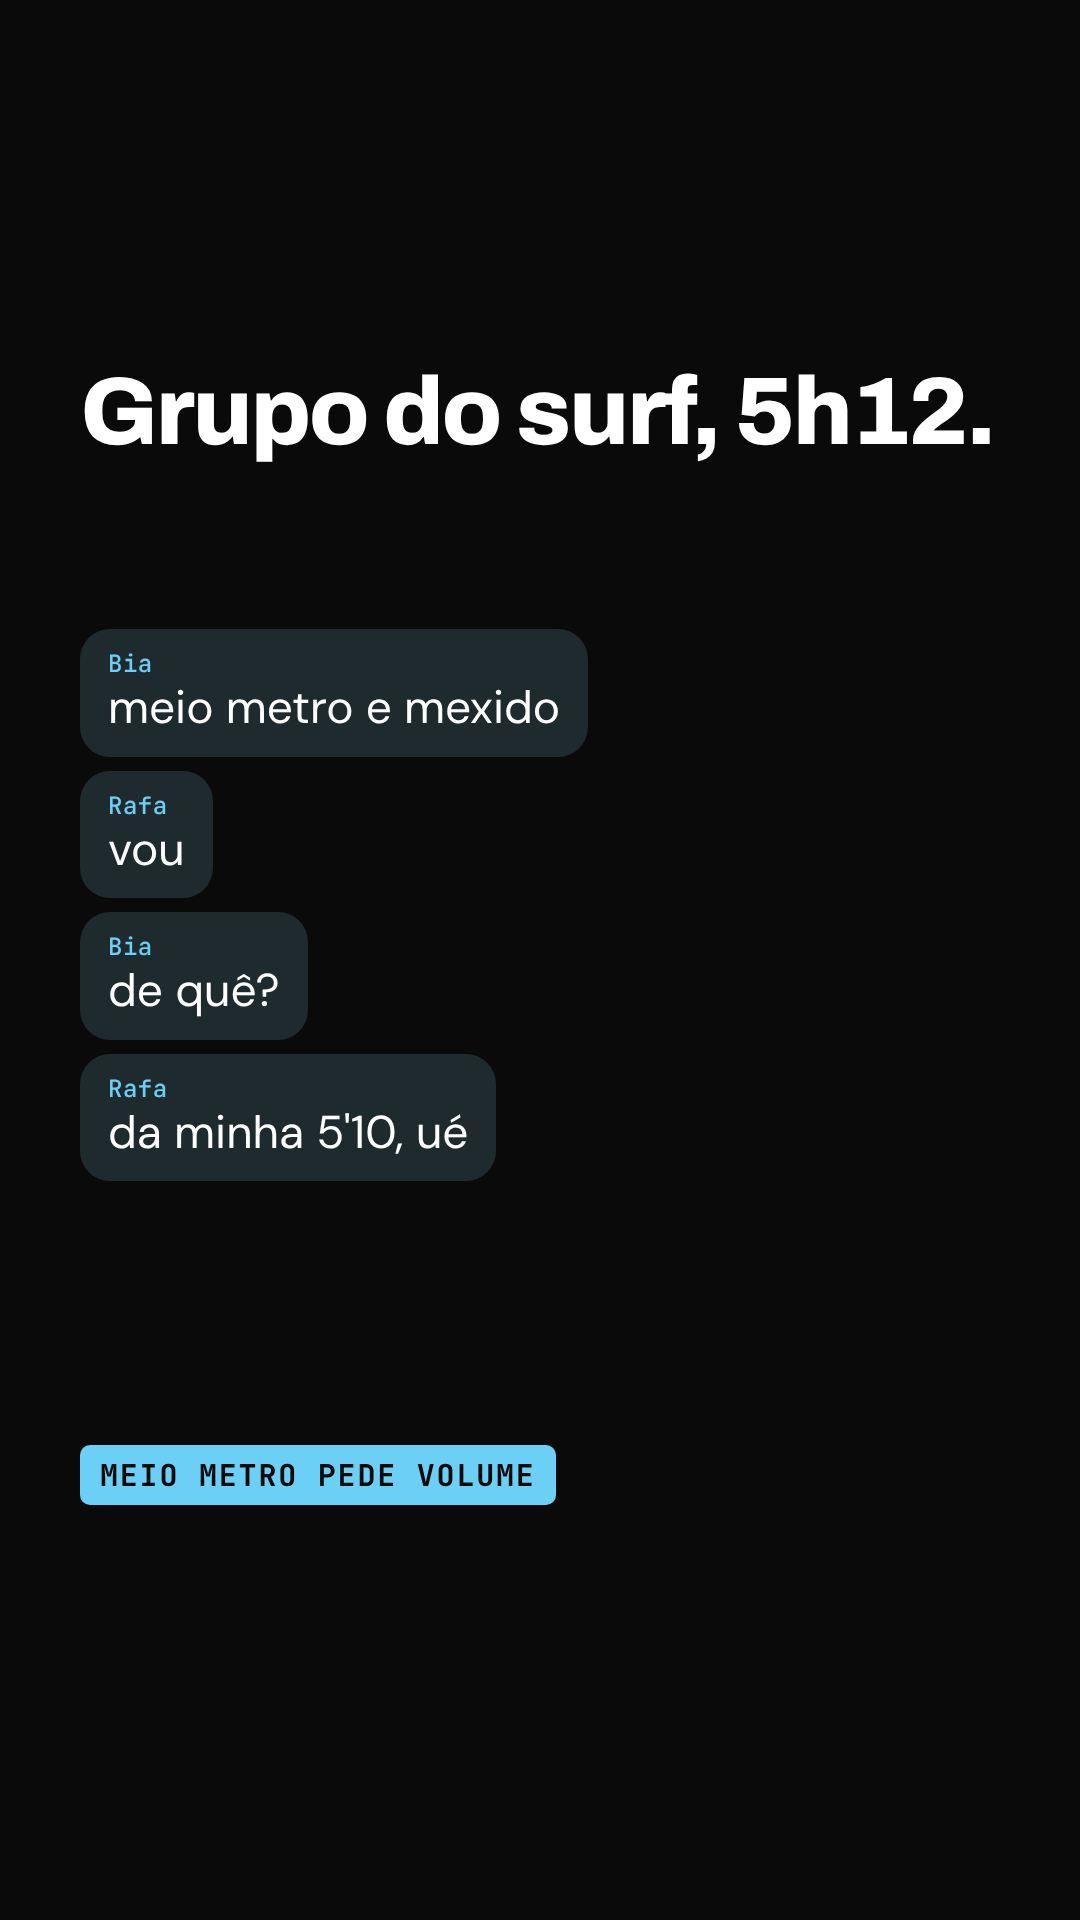 Grupo do surf, 5h12.
Bia
meio metro e mexido
Rafa
vou
Bia
de quê?
Rafa
da minha 5'10, ué
MEIO METRO PEDE VOLUME